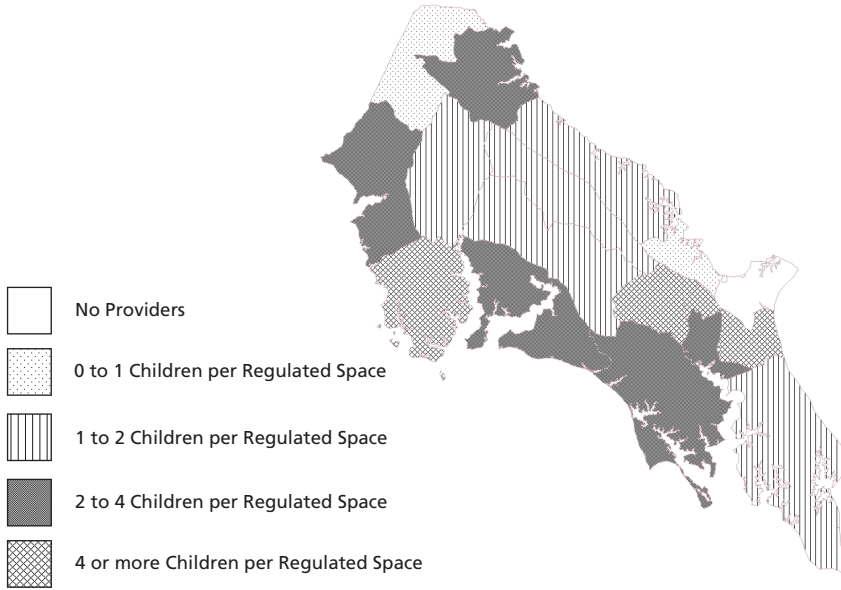 No Providers
0 to 1 Children per Regulated Space
1 to 2 Children per Regulated Space
2 to 4 Children per Regulated Space
4 or more Children per Regulated Space